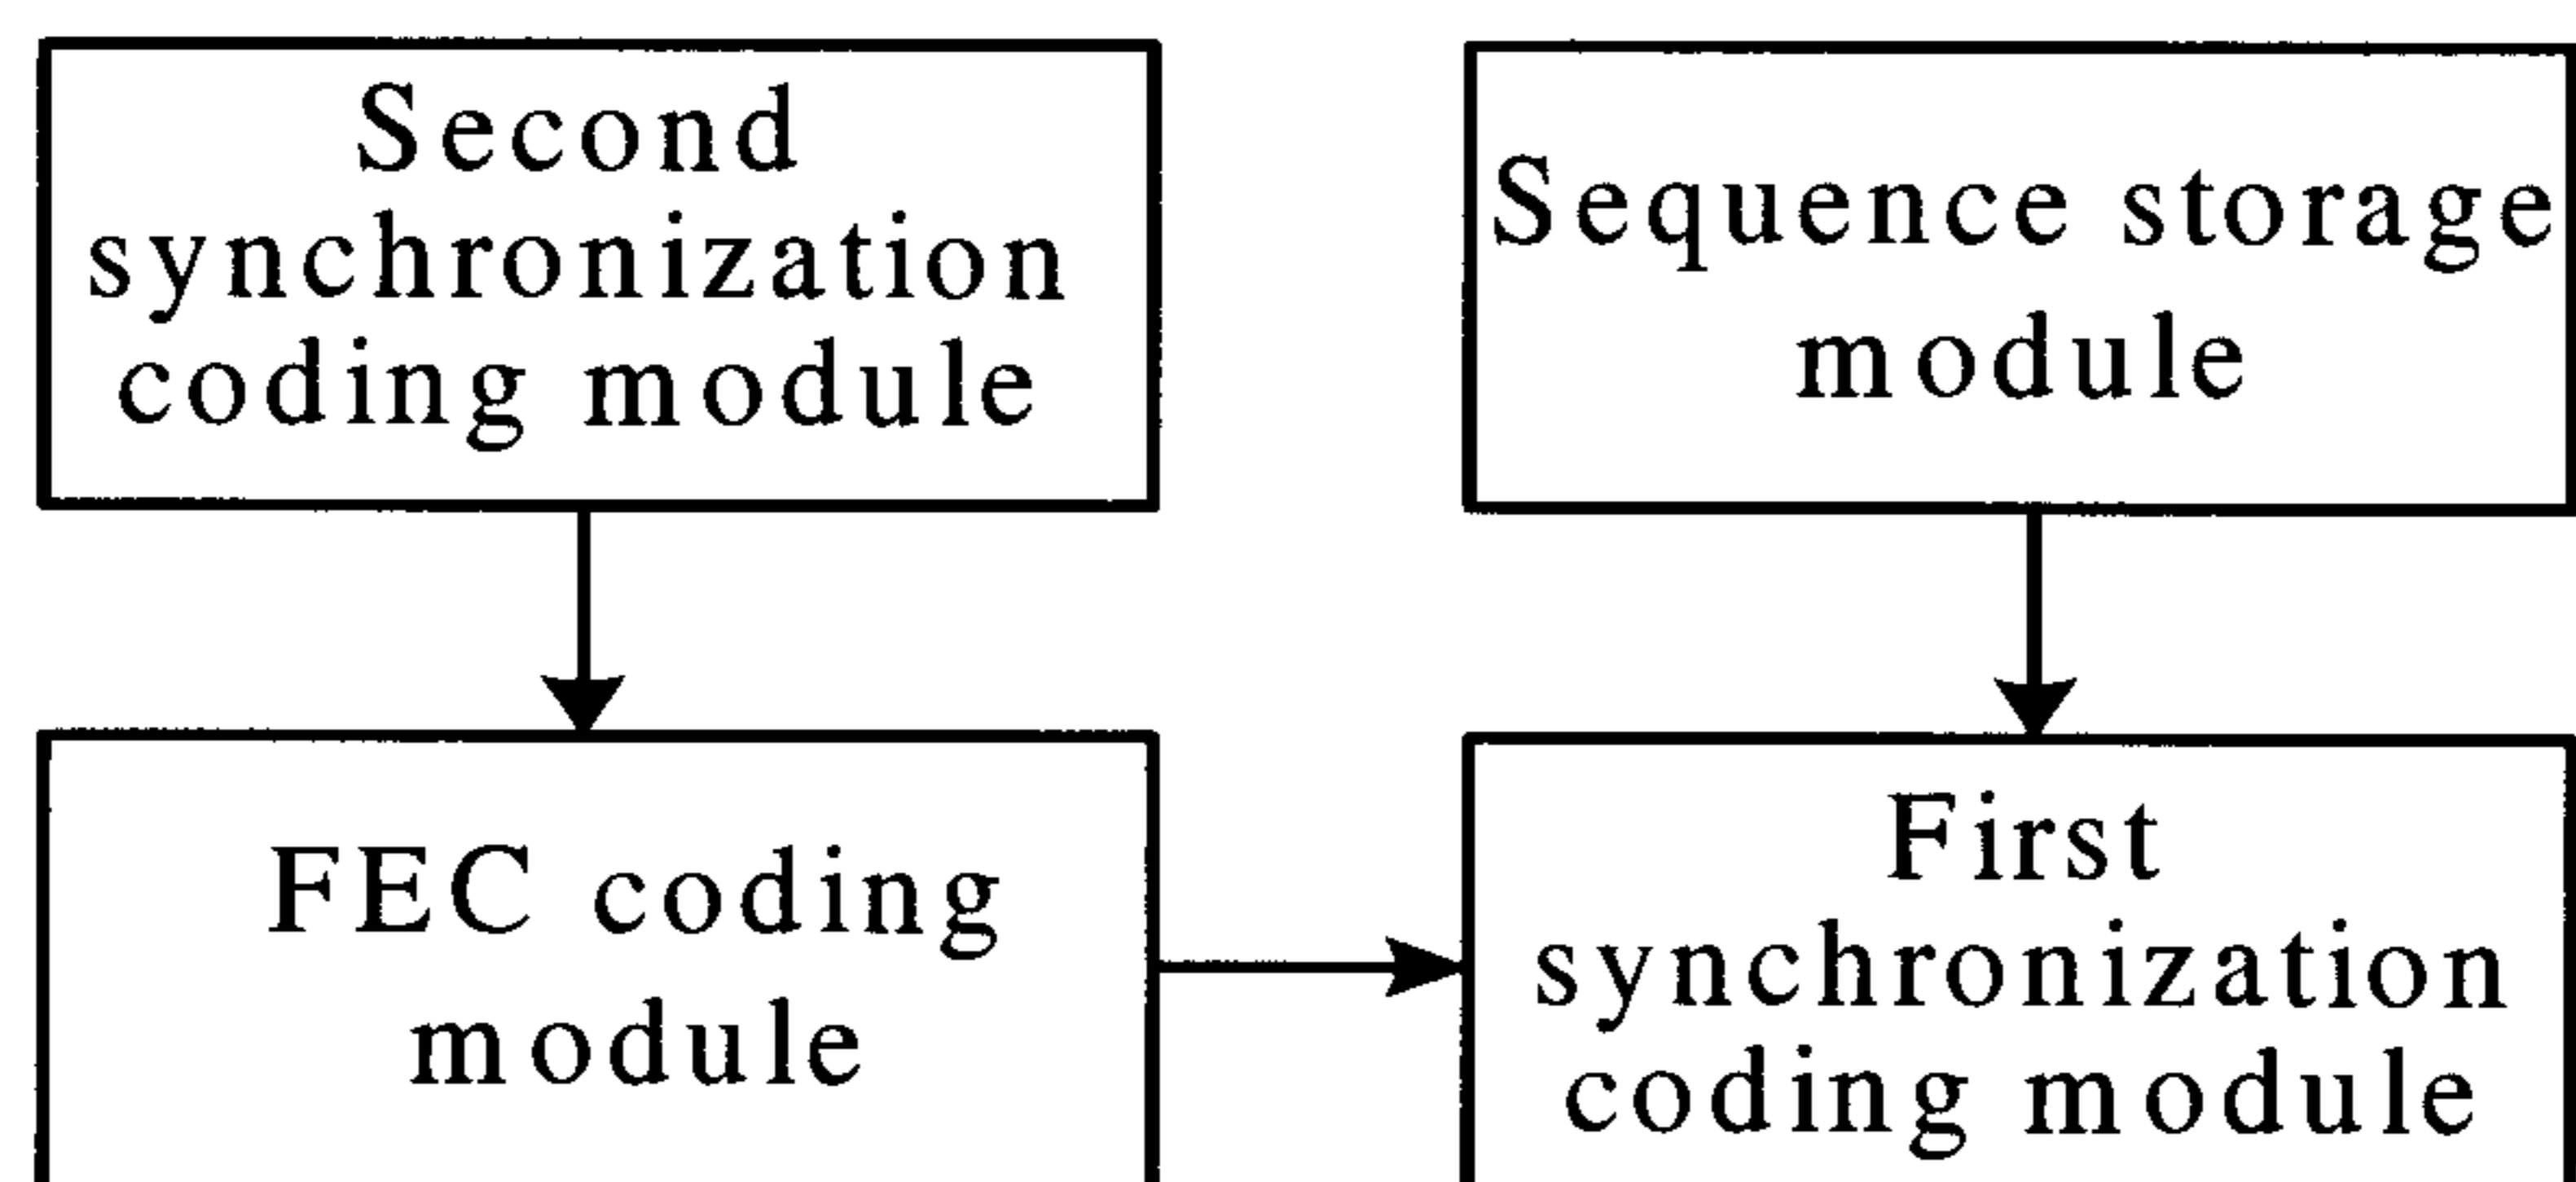 Second
synchronization
coding module
Sequence storage
module
FEC coding
module
First
synchronization
coding module